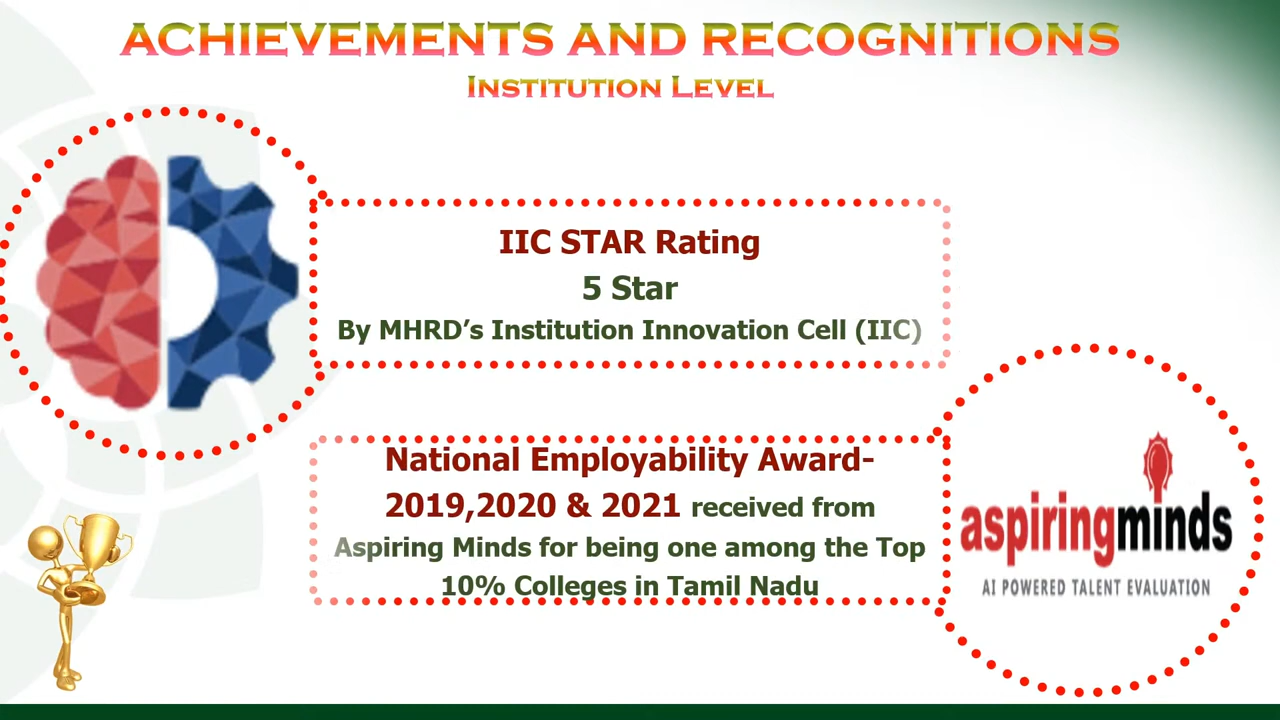 ACHIEVEMENTS AND RECOGNITIONS
INSTITUTION LEVEL
IIC STAR Rating
5 Star
By MHRD’s Institution Innovation Cell (IIC)
National Employability Award-
2019,2020 & 2021 received from
Aspiring Minds for being one among the Top
10% Colleges in Tamil Nadu
aspiringminds
AI POWERED TALENT EVALUATION